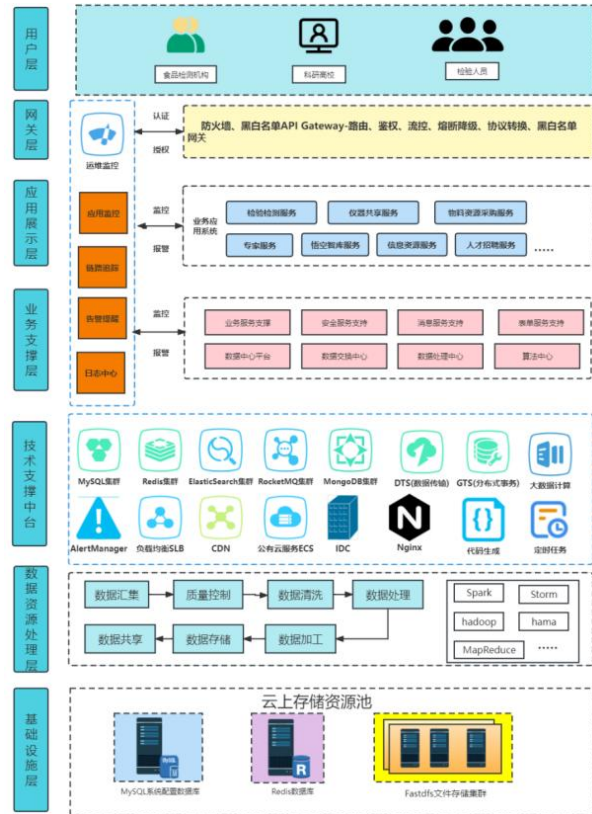 用户层
食品检测机构
科研高校
检验人员
网关层
运维监控
认证
授权
防火墙、黑白名单API Gateway-路由、鉴权、流控、熔断降级、协议转换、黑白名单
网关
应用展示层
应用监控
链路追踪
监控
报警
业务应用系统
检验检测服务
仪器共享服务
物料资源采购服务
专家服务
悟空智库服务
信息资源服务
人才招聘服务
.....
业务支撑层
告警提醒
日志中心
监控
报警
业务服务支撑
安全服务支持
消息服务支持
表单服务支持
数据中心平台
数据交换中心
数据处理中心
算法中心
技术支撑中台
MySQL集群
Redis集群
ElasticSearch集群
RocketMQ集群
MongoDB集群
DTS(数据传输)
GTS(分布式事务)
大数据计算
AlertManager
负载均衡SLB
CDN
公有云服务ECS
IDC
Nginx
代码生成
定时任务
数据资源处理层
数据汇集
质量控制
数据清洗
数据处理
数据共享
数据存储
数据加工
Spark
Storm
hadoop
hama
MapReduce
.....
基础设施层
云上存储资源池
MySQL
MySQL系统配置数据库
R
Redis数据库
Fastdfs文件存储集群